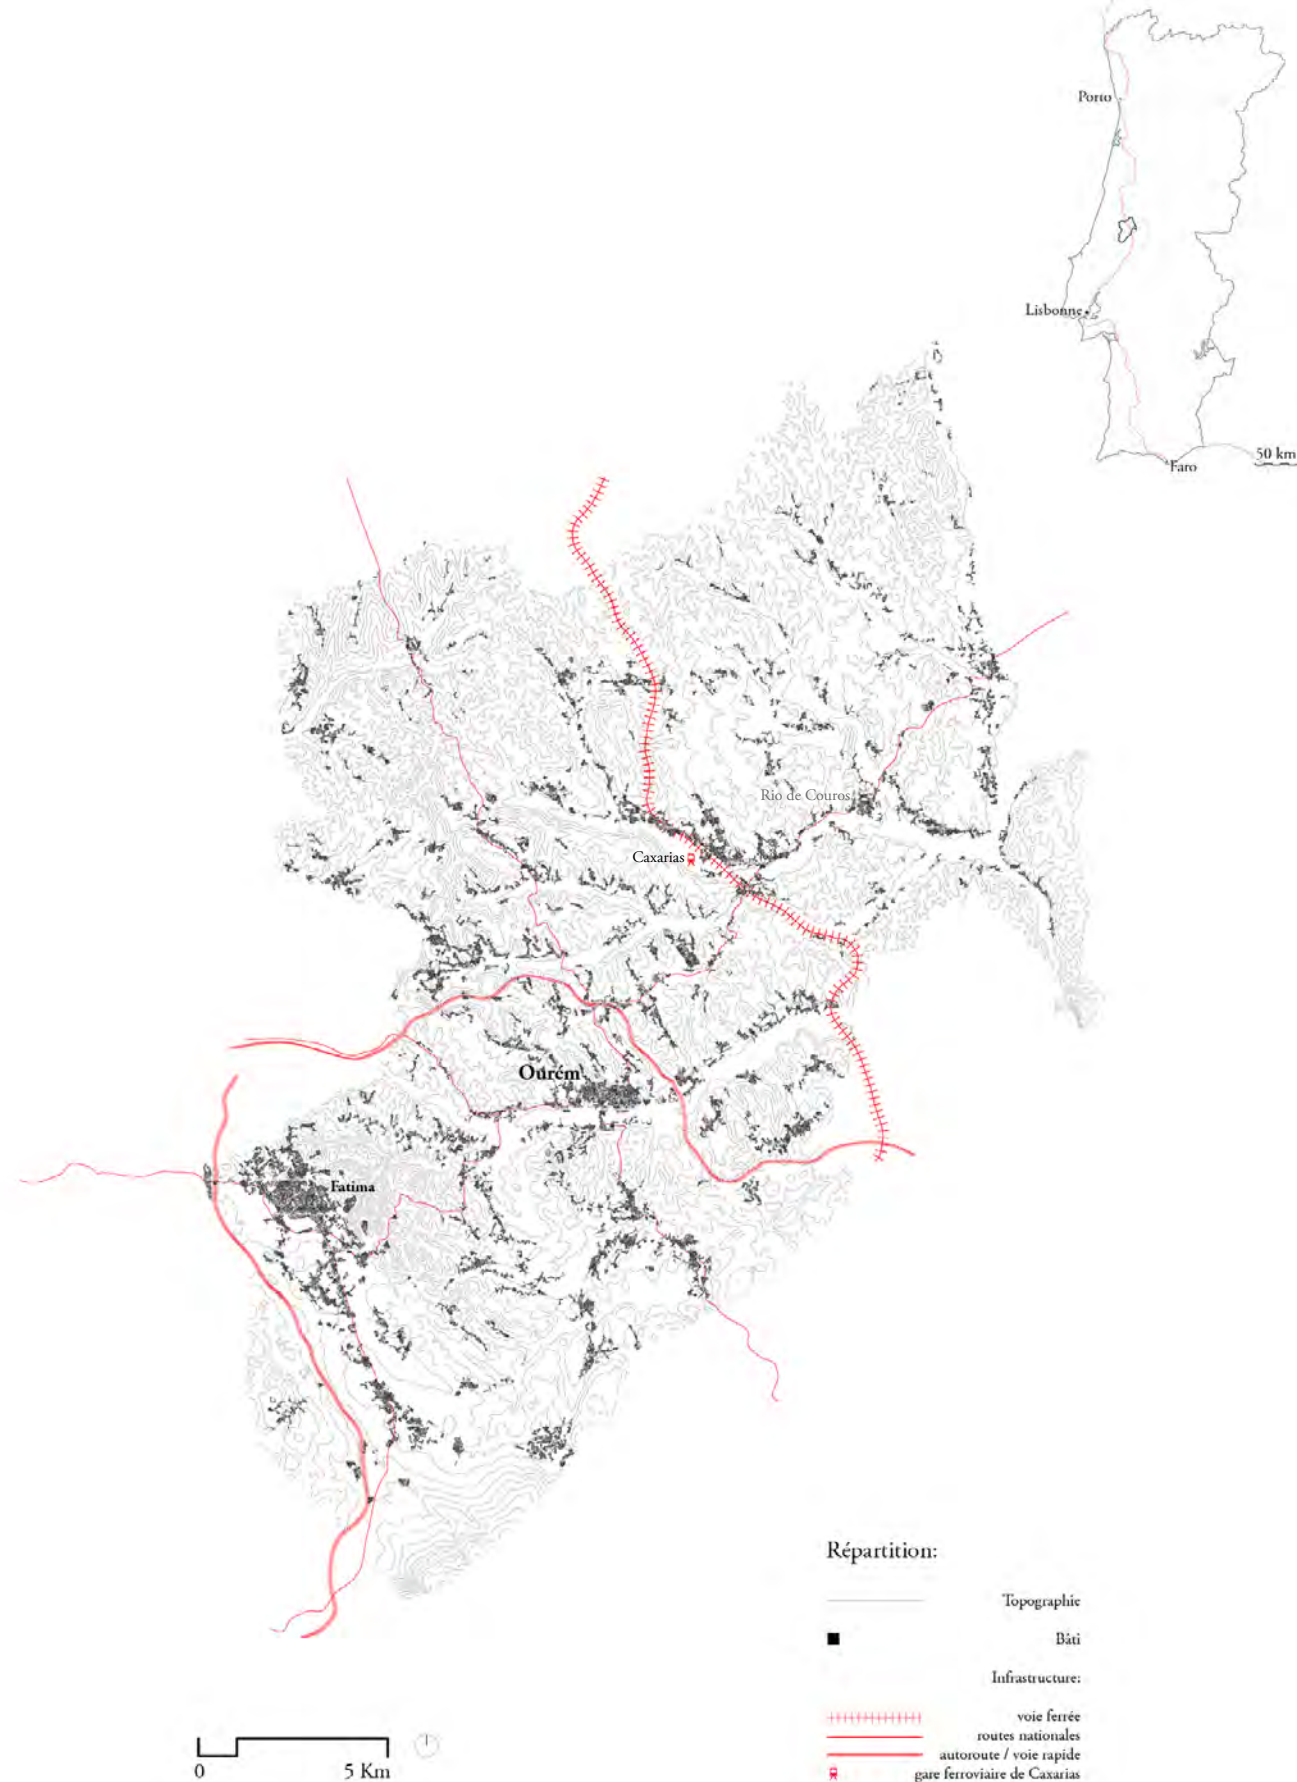 Porto
Lisbonne
Faro
50 km
Rio de Couros
Caxarias
Ourém
Fatima
Répartition:
Topographie
Bâti
Infrastructure:
voie ferrée
routes nationales
autoroute / voie rapide
gare ferroviaire de Caxarias
0 5 Km